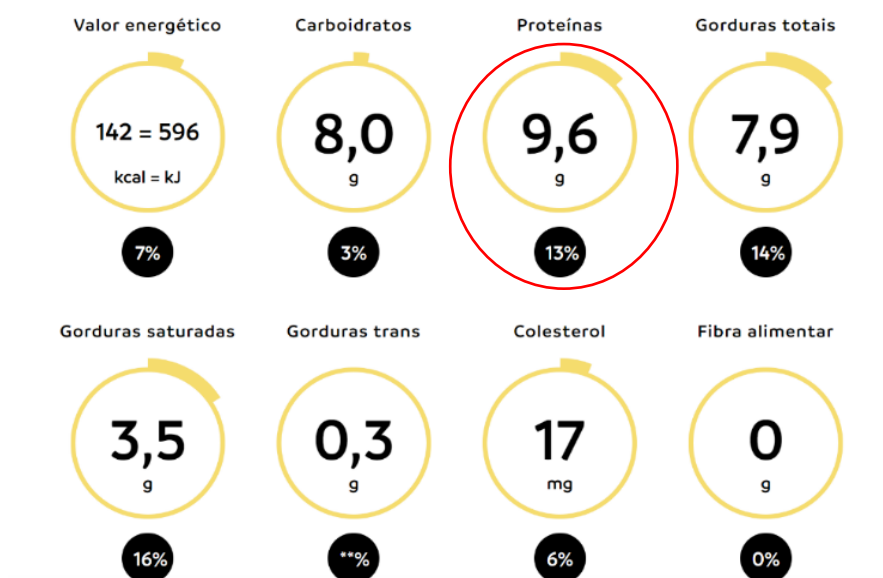 Valor energético
Carboidratos
Proteínas
Gorduras totais
142 = 596
kcal = kJ
8,0
g
9,6
g
7,9
g
7%
3%
13%
14%
Gorduras saturadas
Gorduras trans
Colesterol
Fibra alimentar
3,5
g
0,3
g
17
mg
0
g
16%
**%
6%
0%